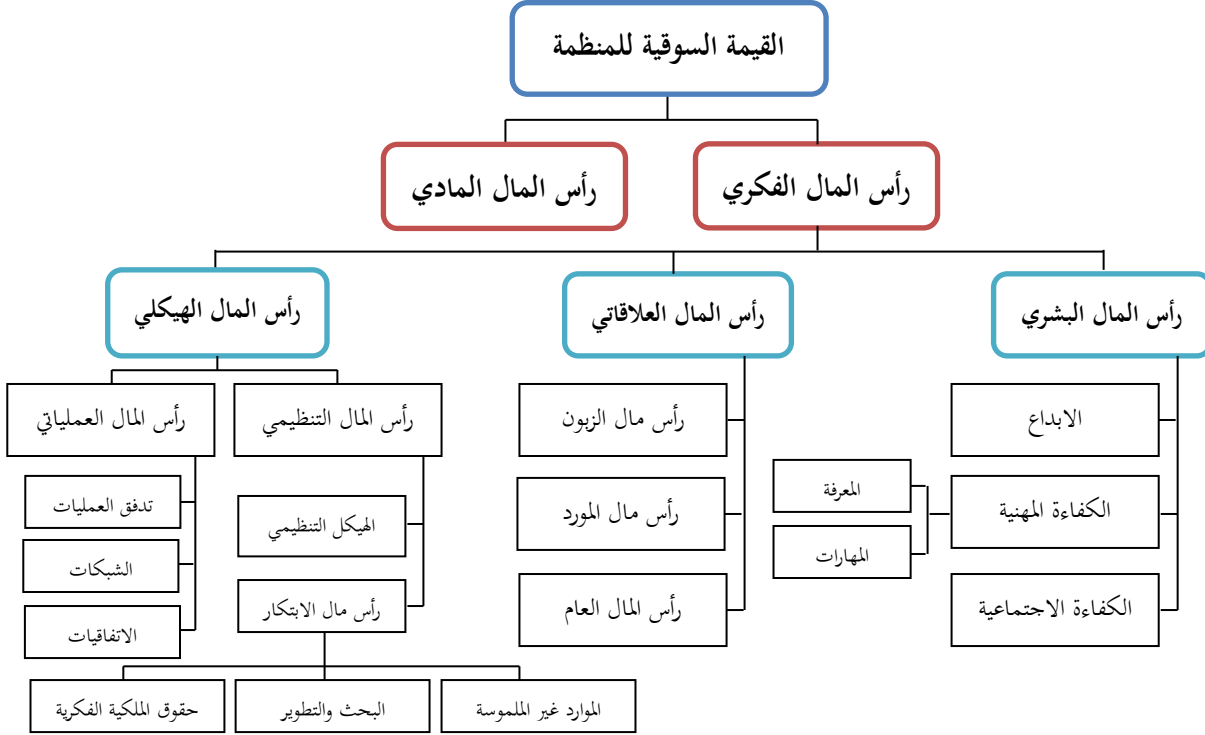 القيمة السوقية للمنظمة
رأس المال الفكري
رأس المال المادي
رأس المال البشري
رأس المال العلاقاتي
رأس المال الهيكلي
الابداع
الكفاءة المهنية
المعرفة
المهارات
الكفاءة الاجتماعية
رأس مال الزبون
رأس مال المورد
رأس المال العام
رأس المال التنظيمي
الهيكل التنظيمي
رأس مال الابتكار
الموارد غير الملموسة
البحث والتطوير
حقوق الملكية الفكرية
رأس المال العملياتي
تدفق العمليات
الشبكات
الاتفاقيات